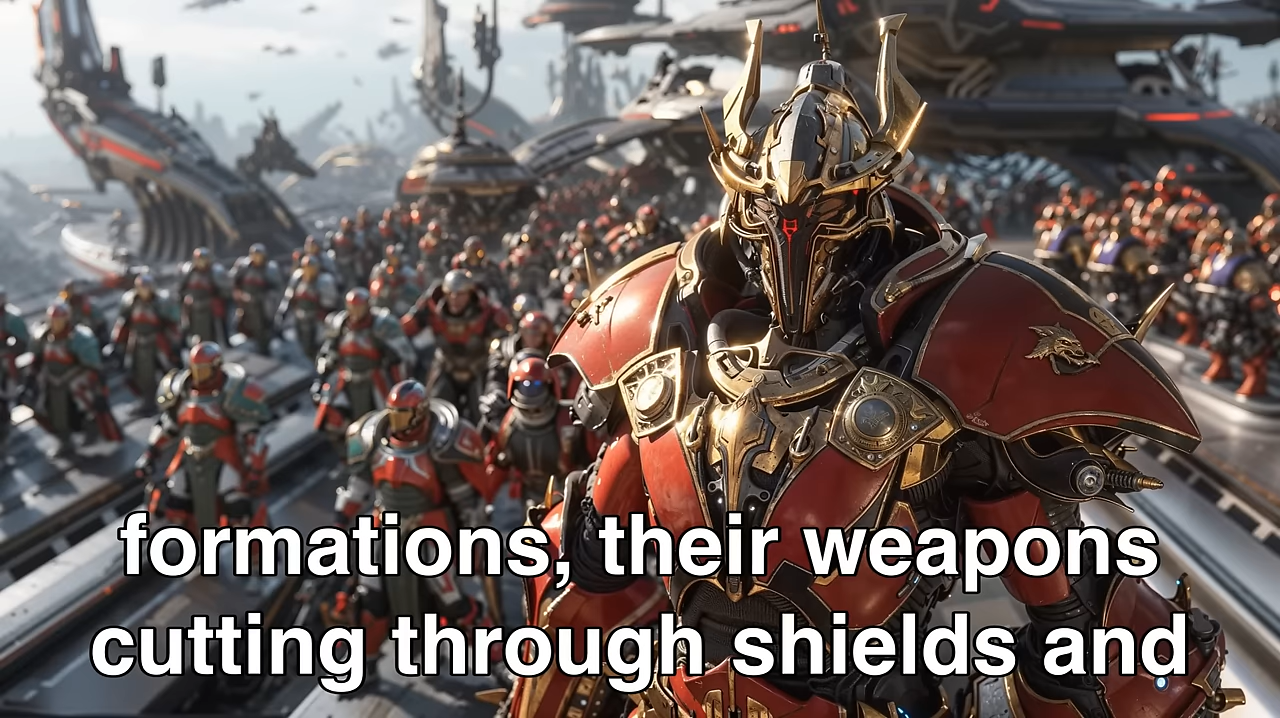 formations, their weapons
cutting through shields and